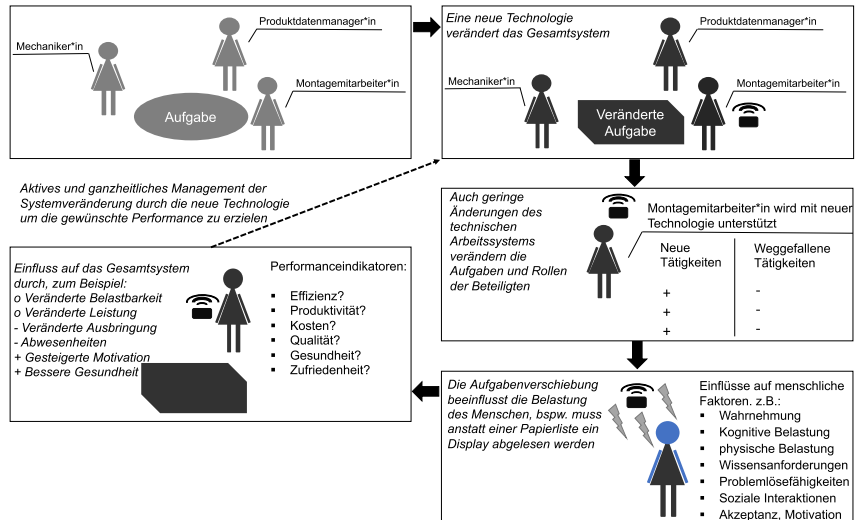 Mechaniker*in
Produktdatenmanager*in
Montagemitarbeiter*in
Aufgabe
Eine neue Technologie
verändert das Gesamtsystem
Produktdatenmanager*in
Mechaniker*in
Montagemitarbeiter*in
Veränderte
Aufgabe
Auch geringe
Änderungen des
technischen
Arbeitssystems
verändern die
Aufgaben und Rollen
der Beteiligten
Montagemitarbeiter*in wird mit neuer
Technologie unterstützt
Neue
Tätigkeiten
+
+
+
Weggefallene
Tätigkeiten
-
-
-
Die Aufgabenverschiebung
beeinflusst die Belastung
des Menschen, bspw. muss
anstatt einer Papierliste ein
Display abgelesen werden
Einflüsse auf menschliche
Faktoren. z.B.:
▪ Wahrnehmung
▪ Kognitive Belastung
▪ physische Belastung
▪ Wissensanforderungen
▪ Problemlösefähigkeiten
▪ Soziale Interaktionen
▪ Akzeptanz, Motivation
Einfluss auf das Gesamtsystem
durch, zum Beispiel:
o Veränderte Belastbarkeit
o Veränderte Leistung
- Veränderte Ausbringung
- Abwesenheiten
+ Gesteigerte Motivation
+ Bessere Gesundheit
Performanceindikatoren:
▪ Effizienz?
▪ Produktivität?
▪ Kosten?
▪ Qualität?
▪ Gesundheit?
▪ Zufriedenheit?
Aktives und ganzheitliches Management der
Systemveränderung durch die neue Technologie
um die gewünschte Performance zu erzielen